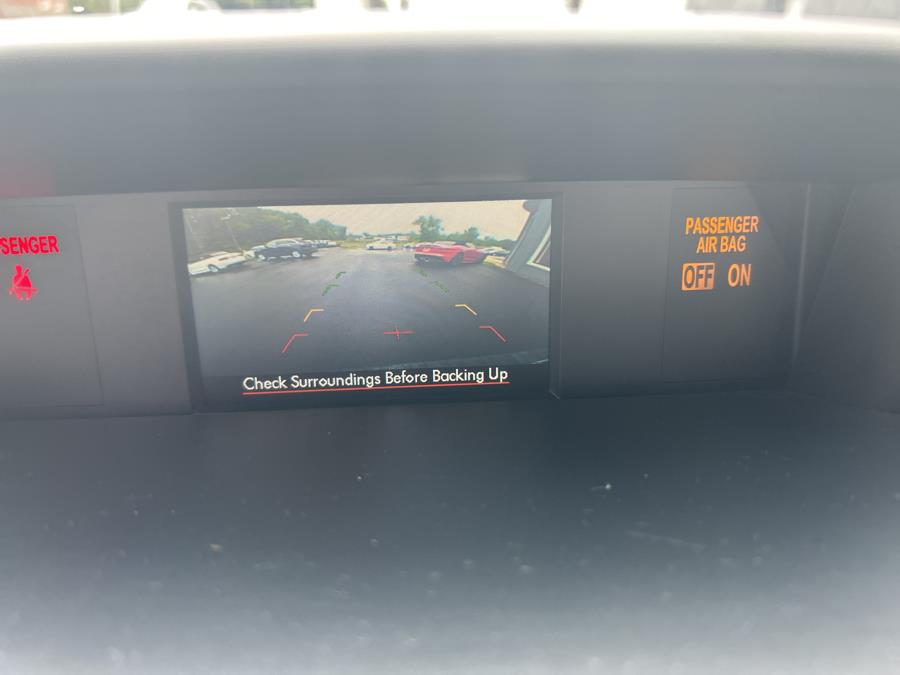 SENGER
Check Surroundings Before Backing Up
PASSENGER
AIR BAG
OFF ON